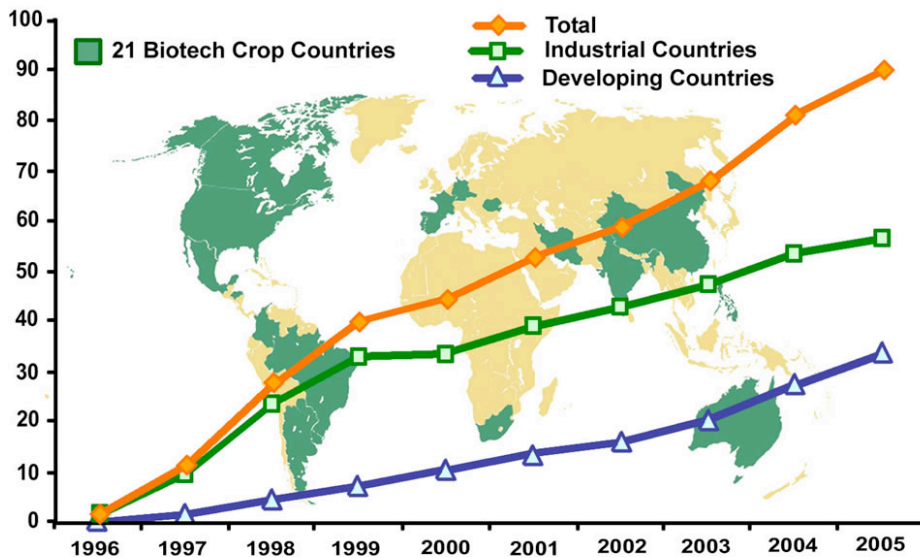 100
90
80
70
60
50
40
30
20
10
0
21 Biotech Crop Countries
Total
Industrial Countries
Developing Countries
1996 1997 1998 1999 2000 2001 2002 2003 2004 2005